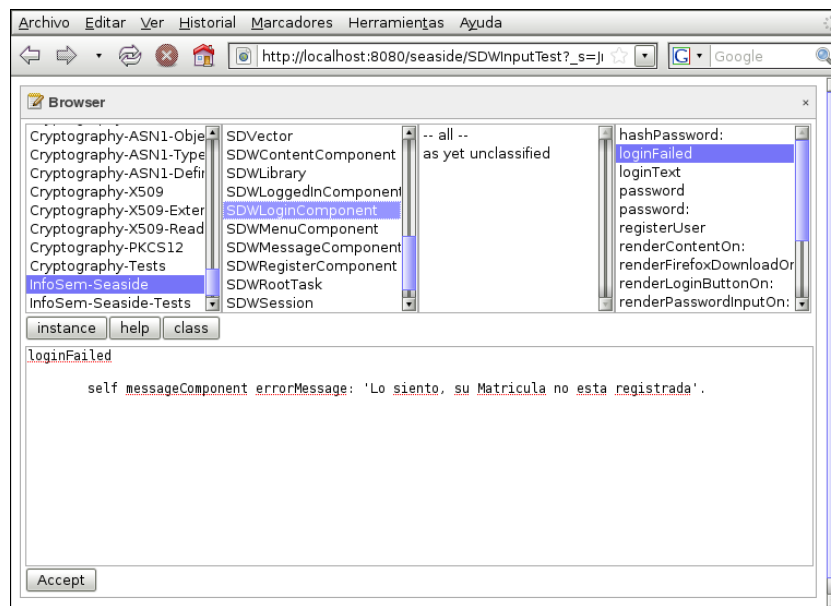 Archivo Editar Ver Historial Marcadores Herramientas Ayuda
http://localhost:8080/seaside/SDWInputTest?_s=Ju
G Google
Browser ×
Cryptography-ASN1-Obje
Cryptography-ASN1-Type
Cryptography-ASN1-Defin
Cryptography-X509
Cryptography-X509-Exter
Cryptography-X509-Read
Cryptography-PKCS12
Cryptography-Tests
InfoSem-Seaside
InfoSem-Seaside-Tests
SDVector
SDWContentComponent
SDWLibrary
SDWLoggedInComponent
SDWLoginComponent
SDWMenuComponent
SDWMessageComponent
SDWRegisterComponent
SDWRootTask
SDWSession
-- all --
as yet unclassified
hashPassword:
loginFailed
loginText
password
password:
registerUser
renderContentOn:
renderFirefoxDownloadOr
renderLoginButtonOn:
renderPasswordInputOn:
instance help class
loginFailed
self messageComponent errorMessage: 'Lo siento, su Matricula no esta registrada'.
Accept